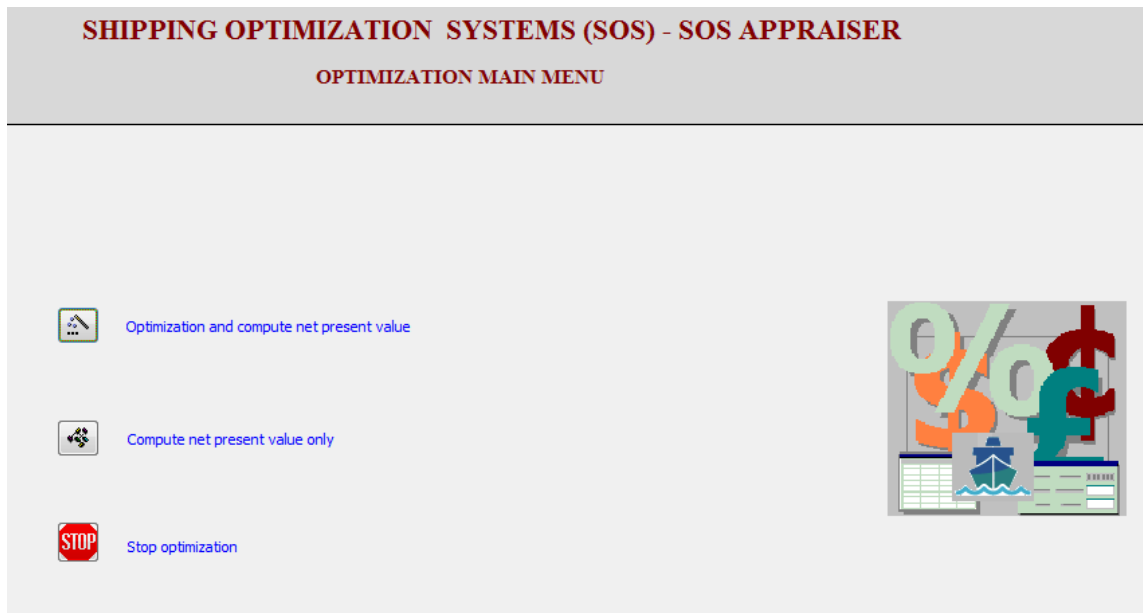 SHIPPING OPTIMIZATION SYSTEMS (SOS) - SOS APPRAISER
OPTIMIZATION MAIN MENU
Optimization and compute net present value
Compute net present value only
STOP
Stop optimization